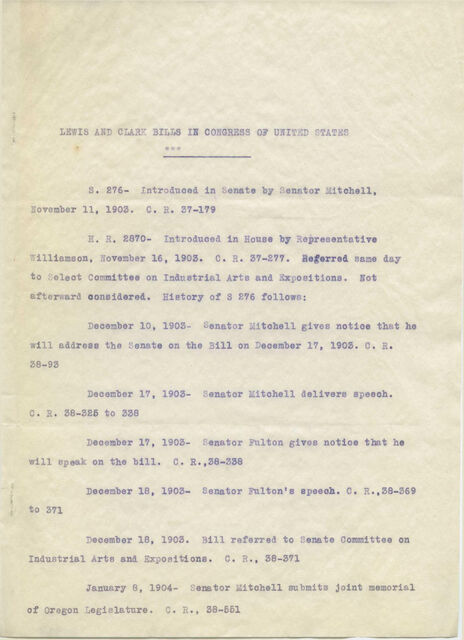 LEWIS AND CLARK BILLS IN CONGRESS OF UNITED STATES
***
S. 276- Introduced in Senate by Senator Mitchell,
November 11, 1903. C. R. 37-179
H. R. 2870- Introduced in House by Representative
Williamson, November 16, 1903. C. R. 37-277. Referred same day
to Select Committee on Industrial Arts and Expositions. Not
afterward considered. History of S 276 follows:
December 10, 1903- Senator Mitchell gives notice that he
will address the Senate on the Bill on December 17, 1903. C. R.
38-93
December 17, 1903- Senator Mitchell delivers speech.
C. R. 38-325 to 338
December 17, 1903- Senator Fulton gives notice that he
will speak on the bill. C. R.,38-338
December 18, 1903- Senator Fulton's speech. C. R.,38-369
to 371
December 18, 1903. Bill referred to Senate Committee on
Industrial Arts and Expositions. C. R., 38-371
January 8, 1904- Senator Mitchell submits joint memorial
of Oregon Legislature. C. R., 38-551